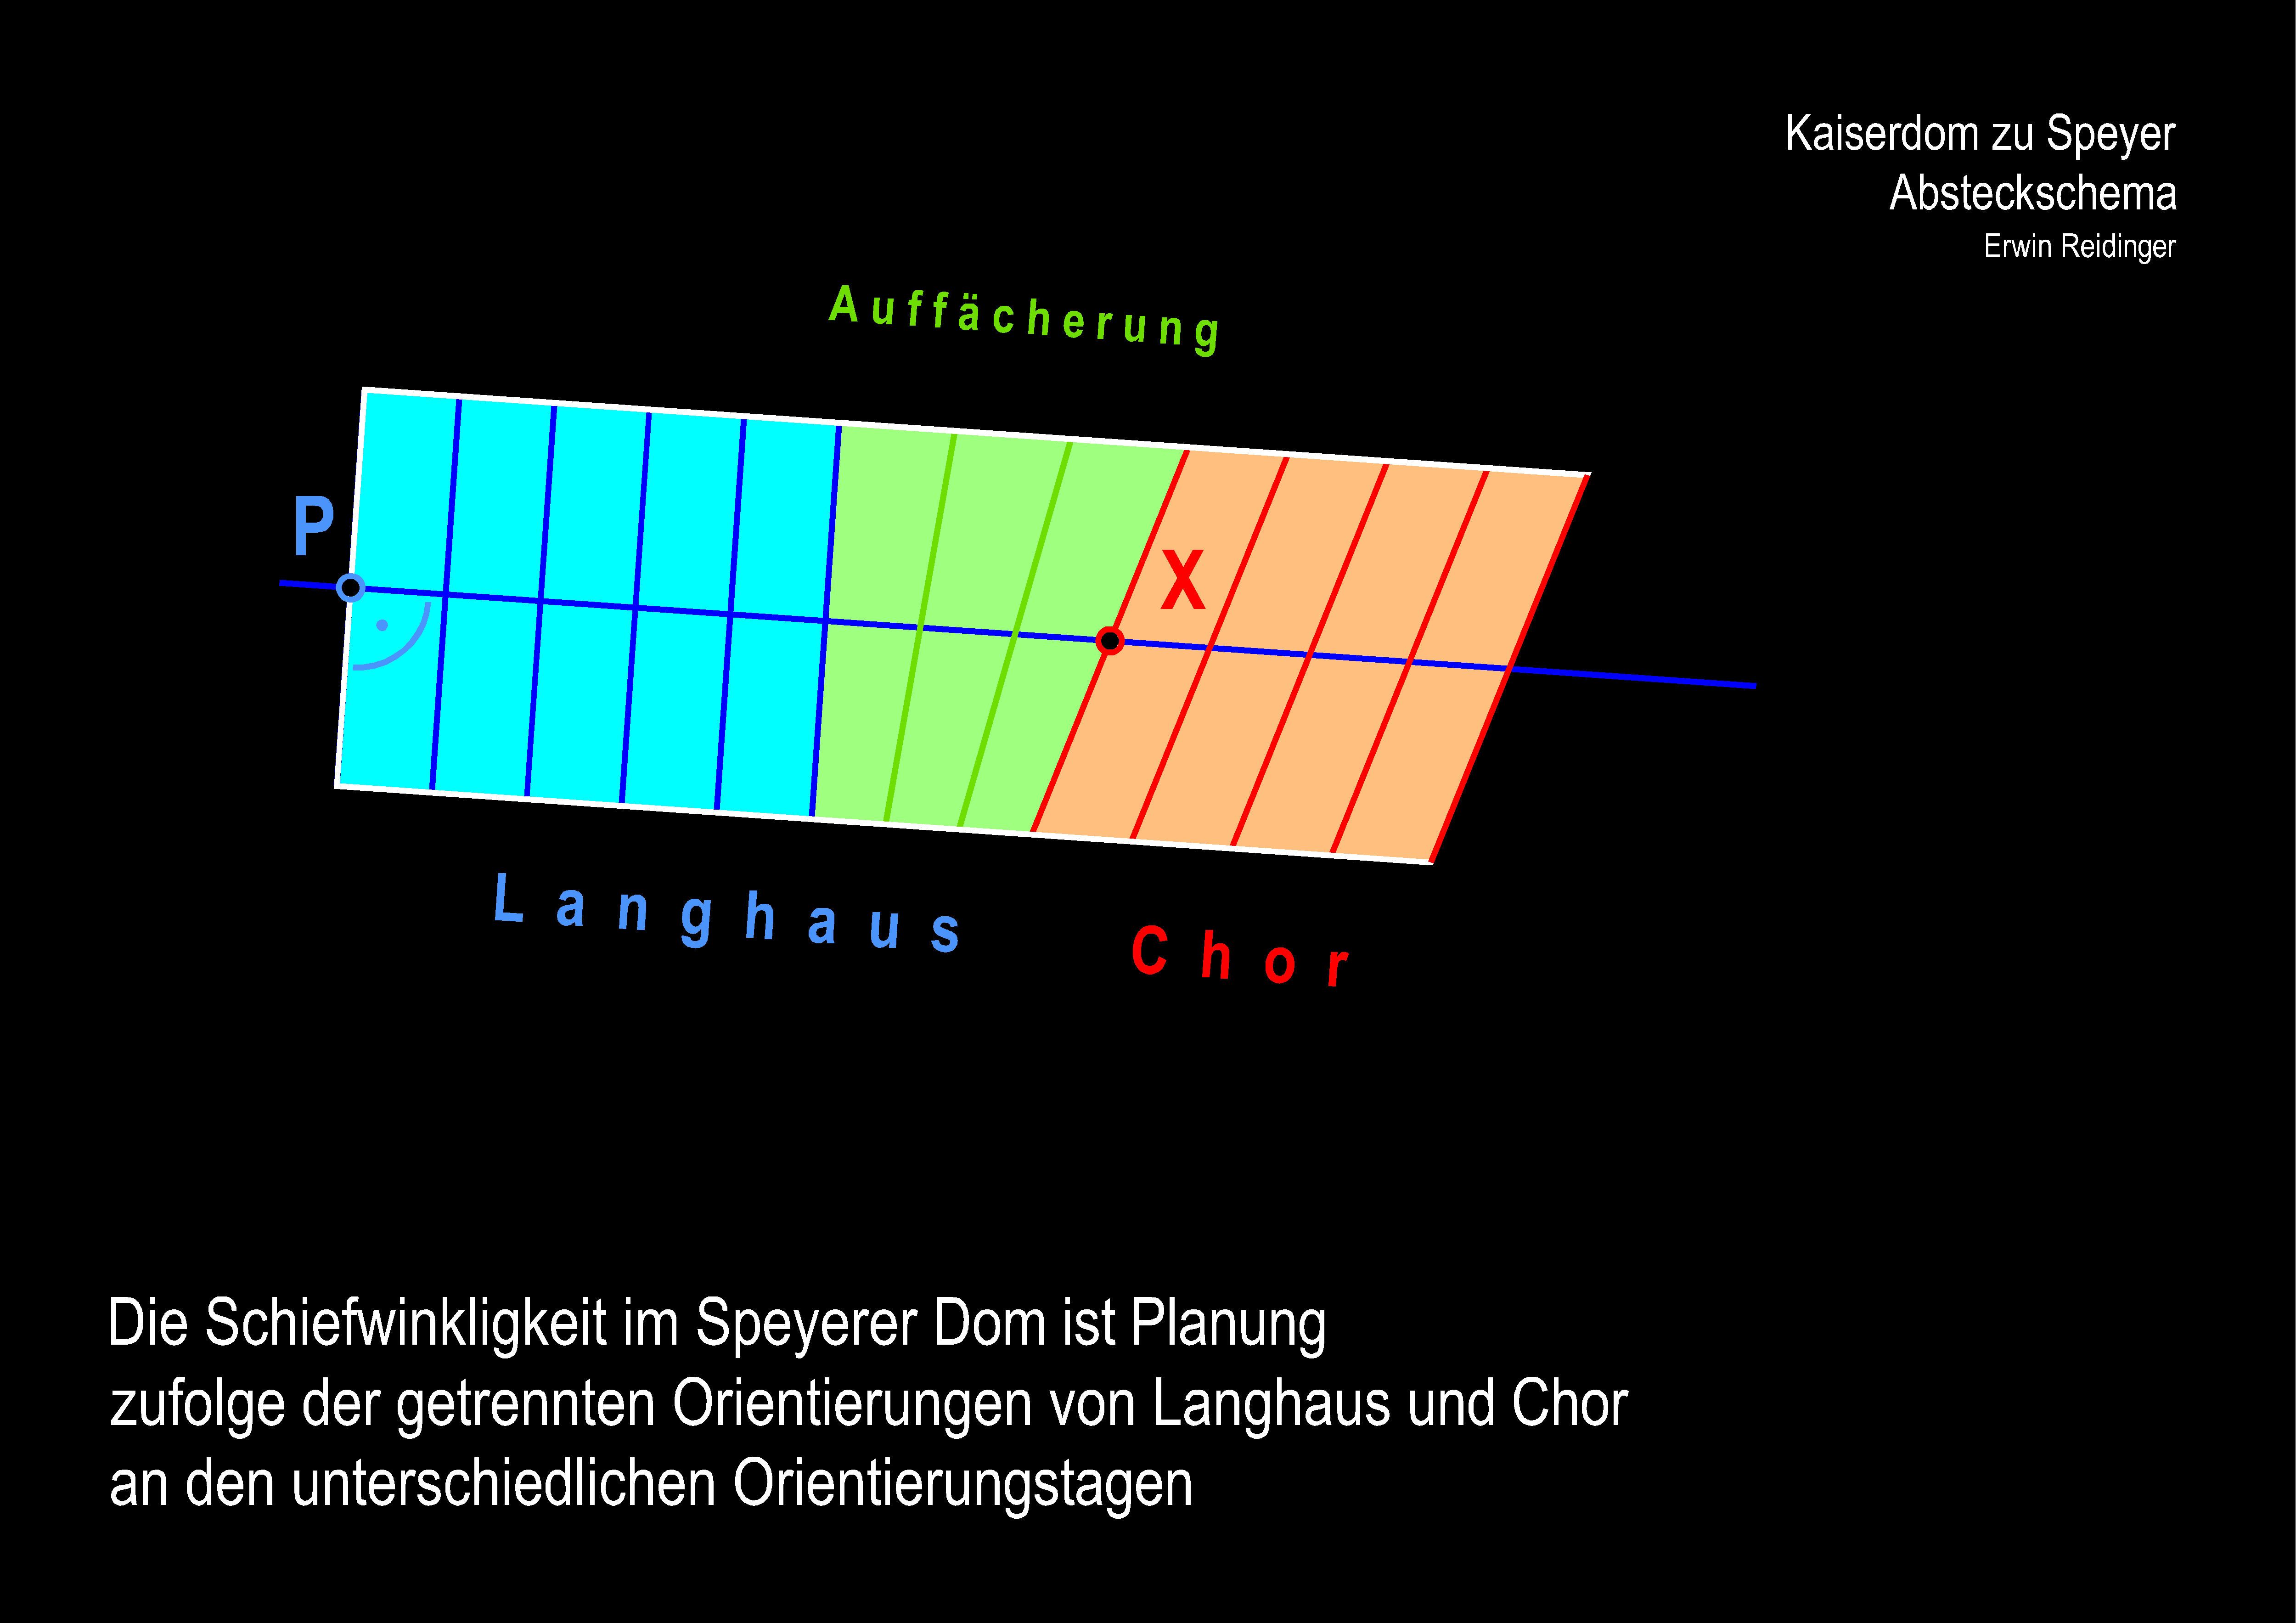 Kaiserdom zu Speyer
Absteckschema
Erwin Reidinger
Auffächerung
P
X
Langhaus
Chor
Die Schiefwinkligkeit im Speyerer Dom ist Planung
zufolge der getrennten Orientierungen von Langhaus und Chor
an den unterschiedlichen Orientierungstagen